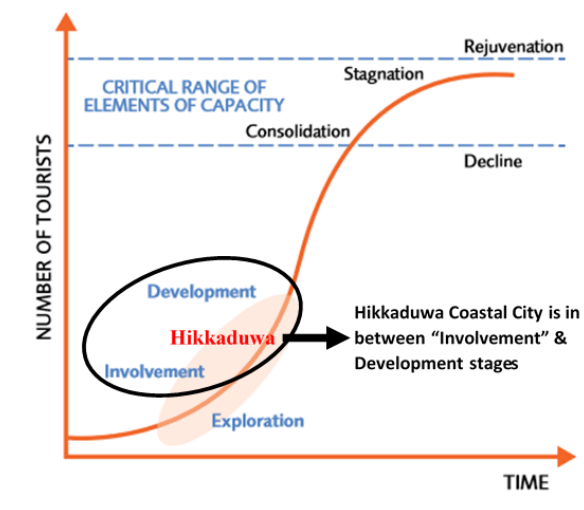 Rejuvenation
Stagnation
CRITICAL RANGE OF
ELEMENTS OF CAPACITY
Consolidation
Decline
NUMBER OF TOURISTS
Development
Hikkaduwa
Hikkaduwa Coastal City is in
between “Involvement” &
Development stages
Involvement
Exploration
TIME